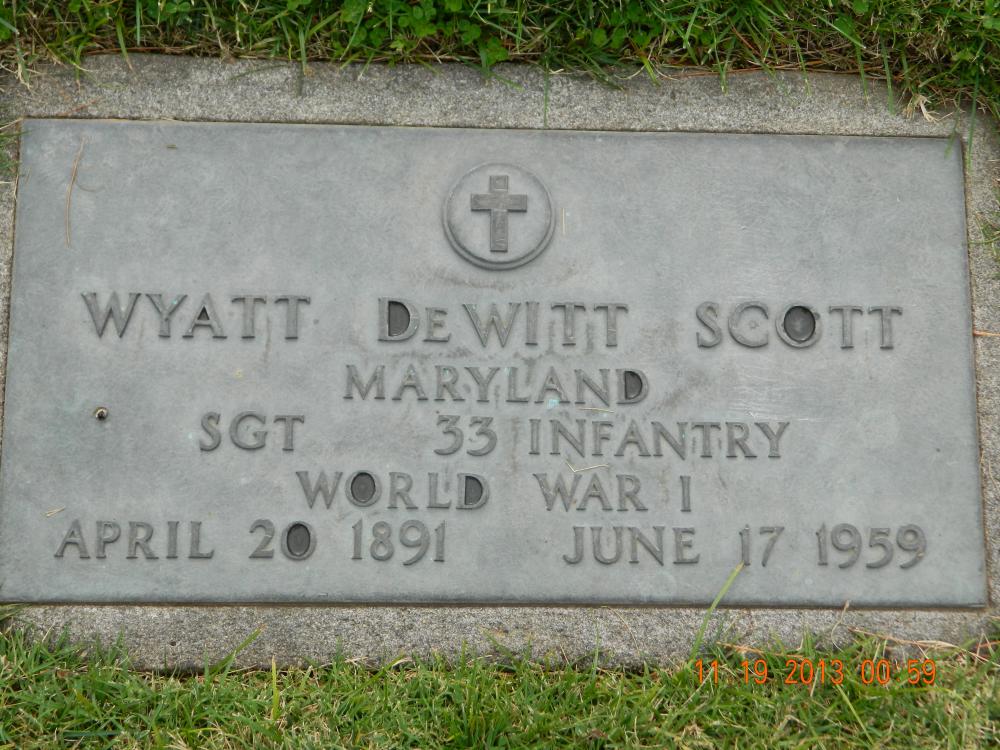 WYATT DEWITT SCOTT
MARYLAND
SGT 33 INFANTRY
WORLD WAR I
APRIL 20 1891 JUNE 17 1959
11 19 2013 00 59